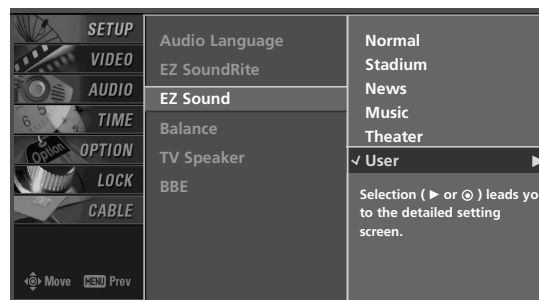 SETUP
VIDEO
AUDIO
TIME
OPTION
LOCK
CABLE
Move MENU Prev
Audio Language
EZ SoundRite
EZ Sound
Balance
TV Speaker
BBE
Normal
Stadium
News
Music
Theater
✓ User ►
Selection ( ► or ◉ ) leads yo
to the detailed setting
screen.